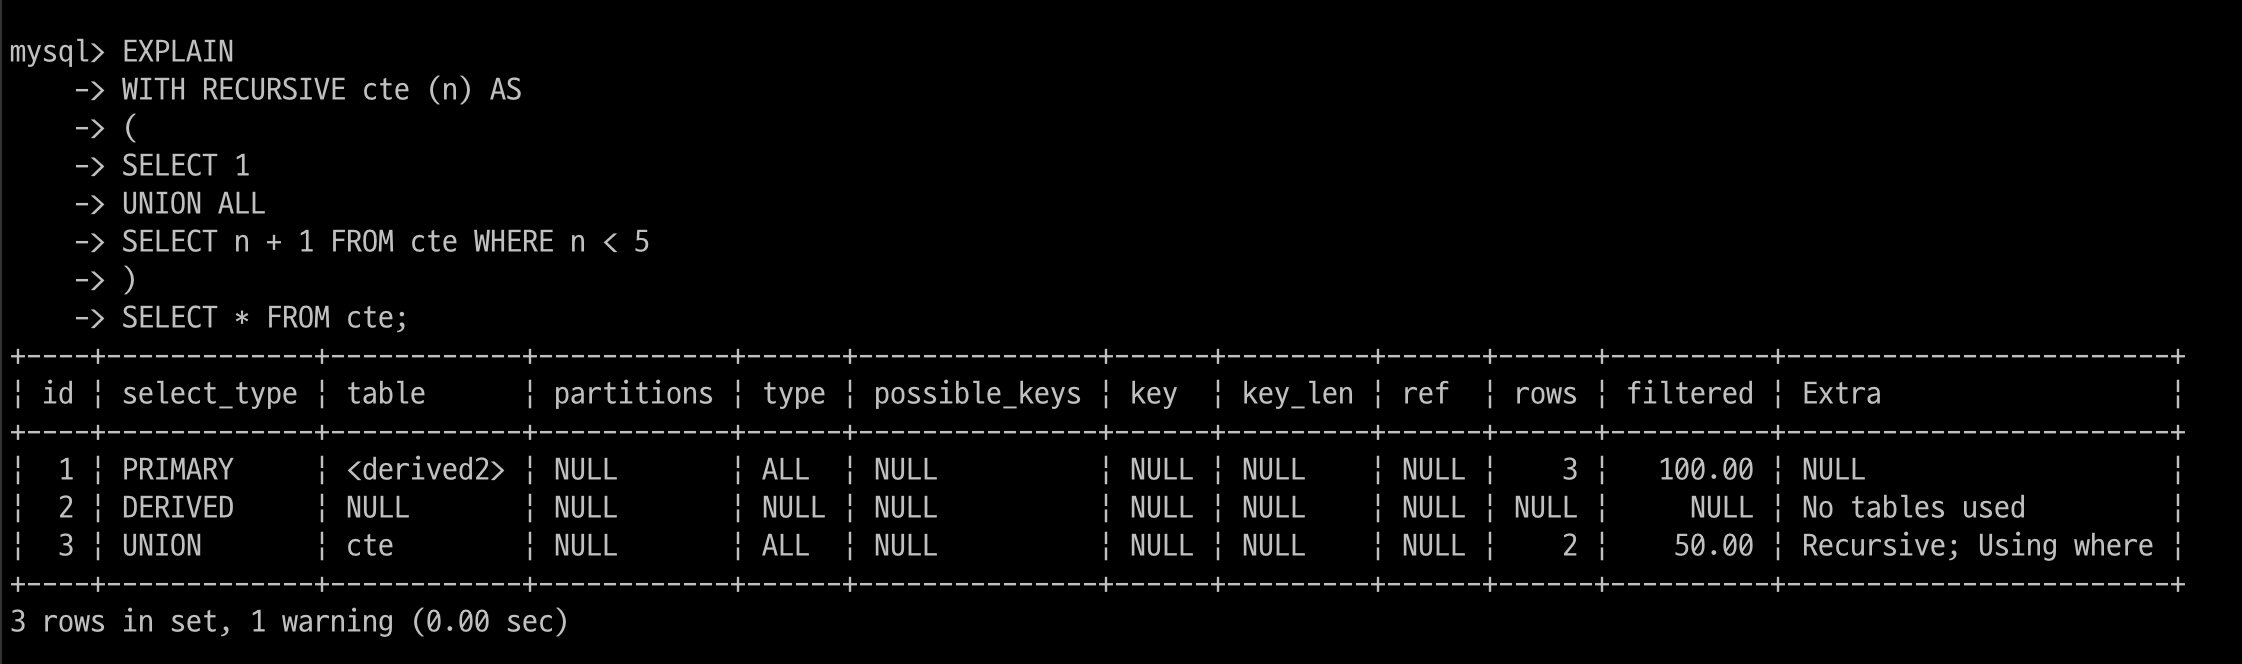 mysql> EXPLAIN
    -> WITH RECURSIVE cte (n) AS
    -> (
    -> SELECT 1
    -> UNION ALL
    -> SELECT n + 1 FROM cte WHERE n < 5
    -> )
    -> SELECT * FROM cte;
+----+-------------+------------+------------+------+---------------+------+---------+------+------+----------+------------------------+
¦ id ¦ select_type ¦ table      ¦ partitions ¦ type ¦ possible_keys ¦ key  ¦ key_len ¦ ref  ¦ rows ¦ filtered ¦ Extra                  ¦
+----+-------------+------------+------------+------+---------------+------+---------+------+------+----------+------------------------+
¦  1 ¦ PRIMARY     ¦ <derived2> ¦ NULL       ¦ ALL  ¦ NULL          ¦ NULL ¦ NULL    ¦ NULL ¦    3 ¦   100.00 ¦ NULL                   ¦
¦  2 ¦ DERIVED     ¦ NULL       ¦ NULL       ¦ NULL ¦ NULL          ¦ NULL ¦ NULL    ¦ NULL ¦ NULL ¦     NULL ¦ No tables used         ¦
¦  3 ¦ UNION       ¦ cte        ¦ NULL       ¦ ALL  ¦ NULL          ¦ NULL ¦ NULL    ¦ NULL ¦    2 ¦    50.00 ¦ Recursive; Using where ¦
+----+-------------+------------+------------+------+---------------+------+---------+------+------+----------+------------------------+
3 rows in set, 1 warning (0.00 sec)